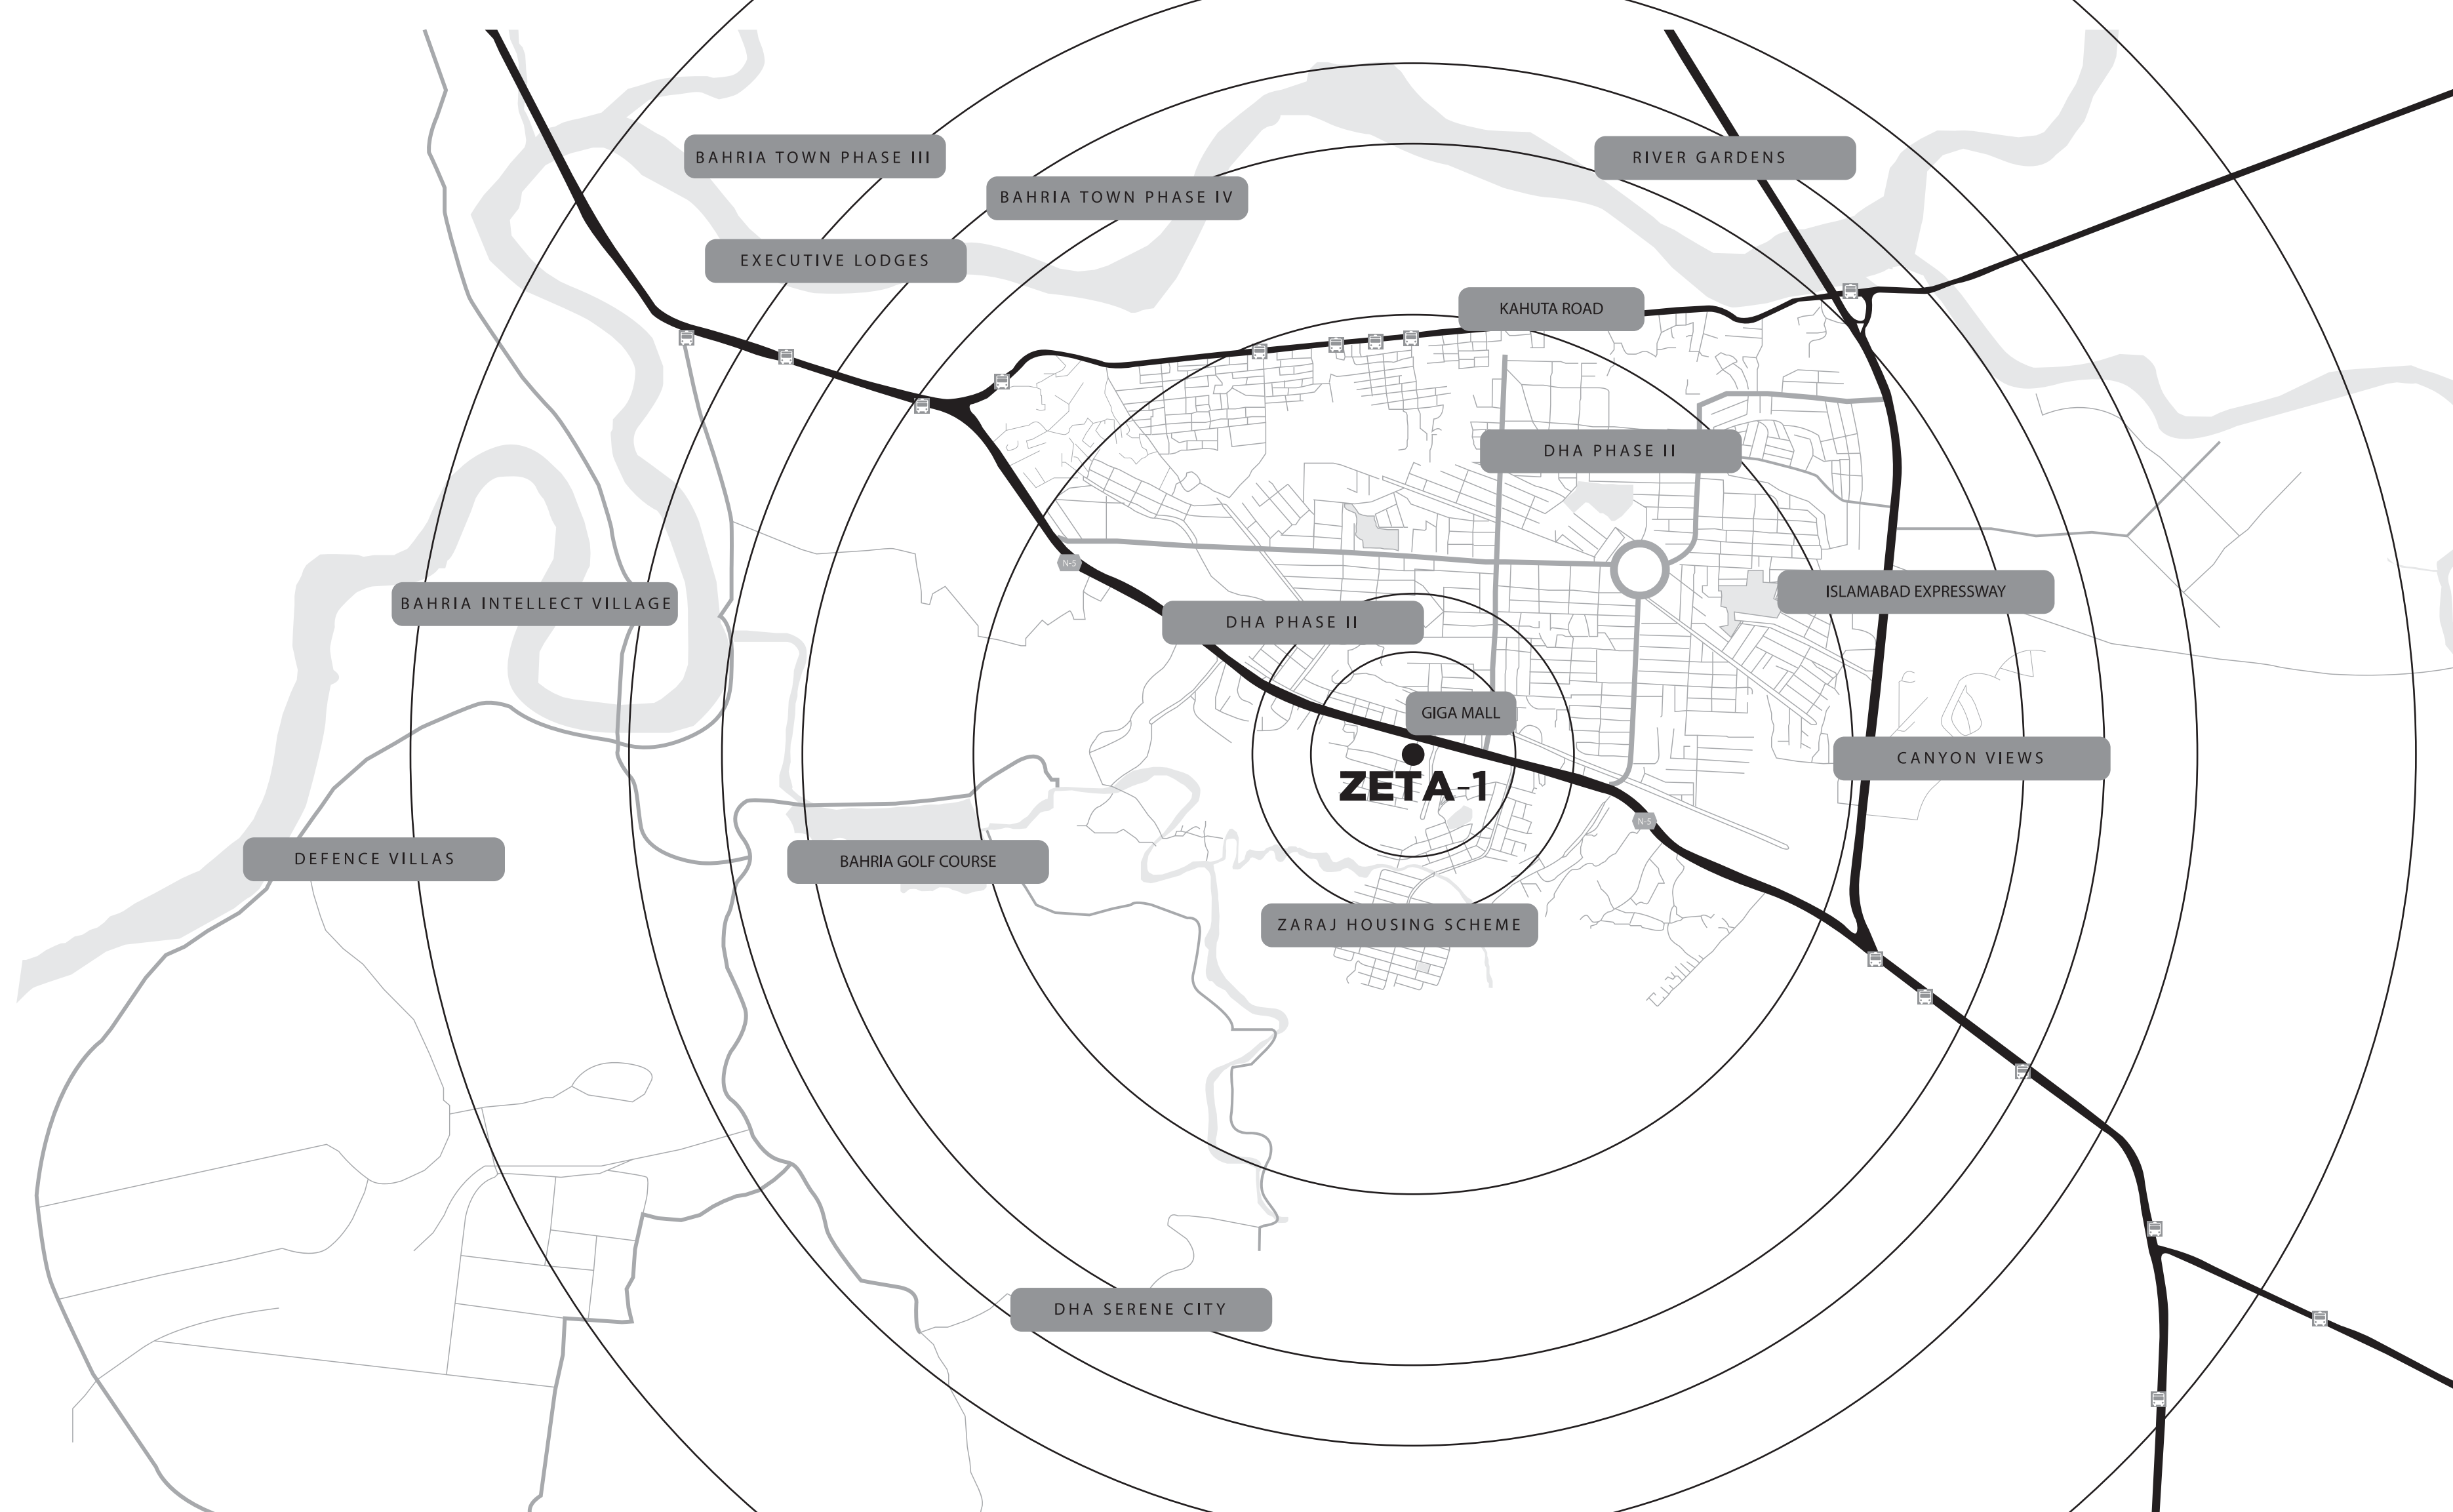 BAHRIA TOWN PHASE III
RIVER GARDENS
BAHRIA TOWN PHASE IV
EXECUTIVE LODGES
KAHUTA ROAD
DHA PHASE II
N-5
ISLAMABAD EXPRESSWAY
BAHRIA INTELLECT VILLAGE
DHA PHASE II
GIGA MALL
CANYON VIEWS
ZETA-1
N-5
DEFENCE VILLAS
BAHRIA GOLF COURSE
ZARAJ HOUSING SCHEME
DHA SERENE CITY